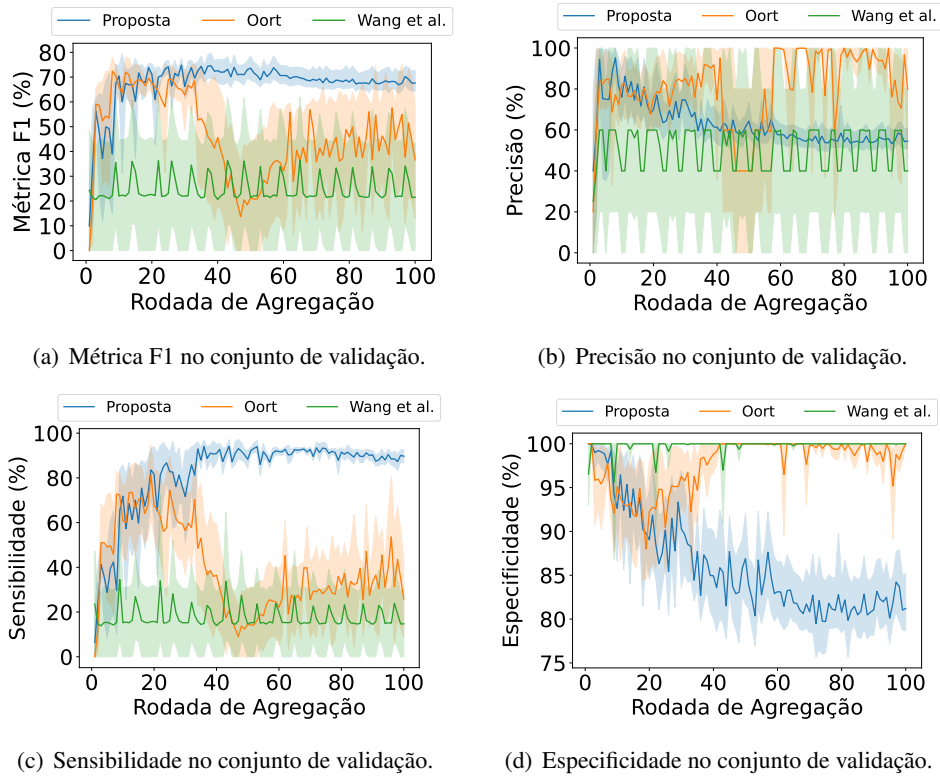 Proposta Oort Wang et al.
Proposta Oort Wang et al.
Métrica F1 (%)
80
70
60
50
40
30
20
10
0
0 20 40 60 80 100
Rodada de Agregação
Precisão (%)
100
80
60
40
20
0
0 20 40 60 80 100
Rodada de Agregação
(a) Métrica F1 no conjunto de validação.
(b) Precisão no conjunto de validação.
Proposta Oort Wang et al.
Proposta Oort Wang et al.
Sensibilidade (%)
100
80
60
40
20
0
0 20 40 60 80 100
Rodada de Agregação
Especificidade (%)
100
95
90
85
80
75
0 20 40 60 80 100
Rodada de Agregação
(c) Sensibilidade no conjunto de validação.
(d) Especificidade no conjunto de validação.